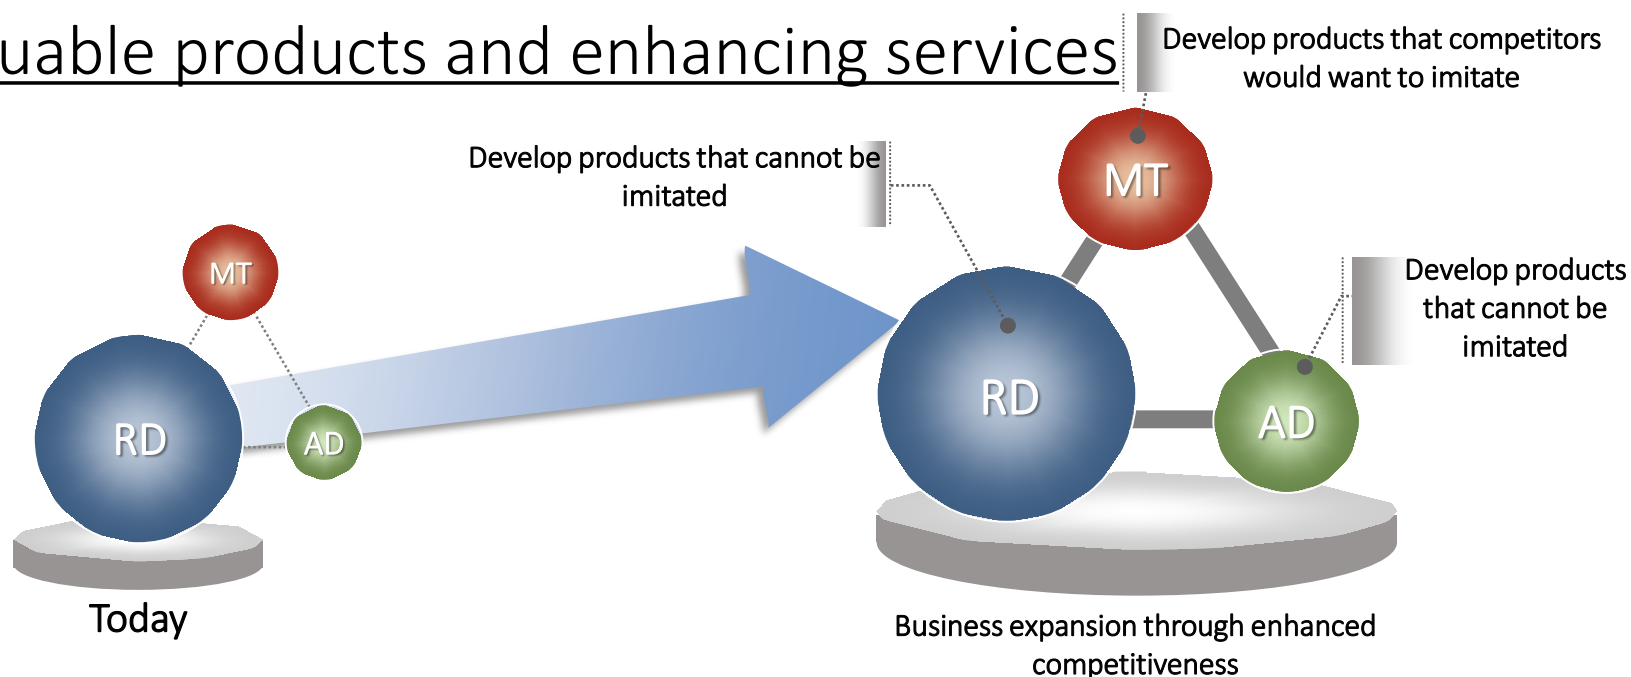 uable products and enhancing services
Develop products that competitors
would want to imitate
Develop products that cannot be
imitated
MT
MT
Develop products
that cannot be
imitated
RD
AD
RD
AD
Today
Business expansion through enhanced
competitiveness